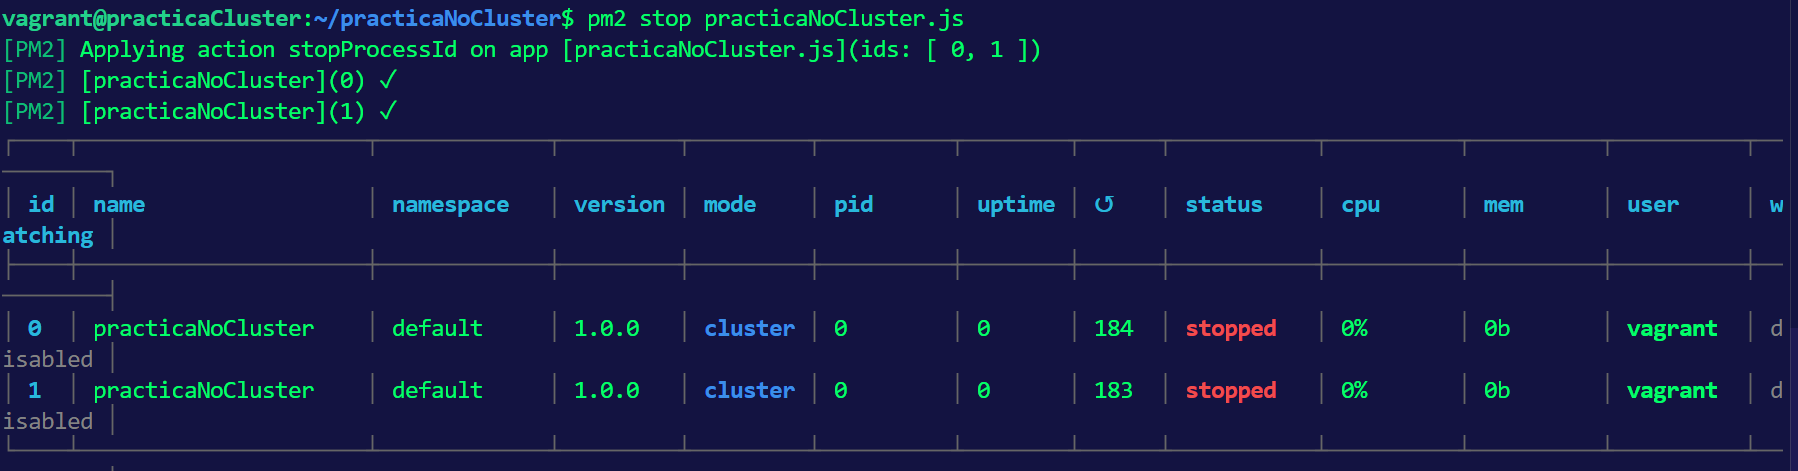 vagrant@practicaCluster:~/practicaNoCluster$ pm2 stop practicaNoCluster.js
[PM2] Applying action stopProcessId on app [practicaNoCluster.js](ids: [ 0, 1 ])
[PM2] [practicaNoCluster](0) ✓
[PM2] [practicaNoCluster](1) ✓
│ id │ name │ namespace │ version │ mode │ pid │ uptime │ ↺ │ status │ cpu │ mem │ user │ w
atching │
│ 0 │ practicaNoCluster │ default │ 1.0.0 │ cluster │ 0 │ 0 │ 184 │ stopped │ 0% │ 0b │ vagrant │ d
isabled │
│ 1 │ practicaNoCluster │ default │ 1.0.0 │ cluster │ 0 │ 0 │ 183 │ stopped │ 0% │ 0b │ vagrant │ d
isabled │